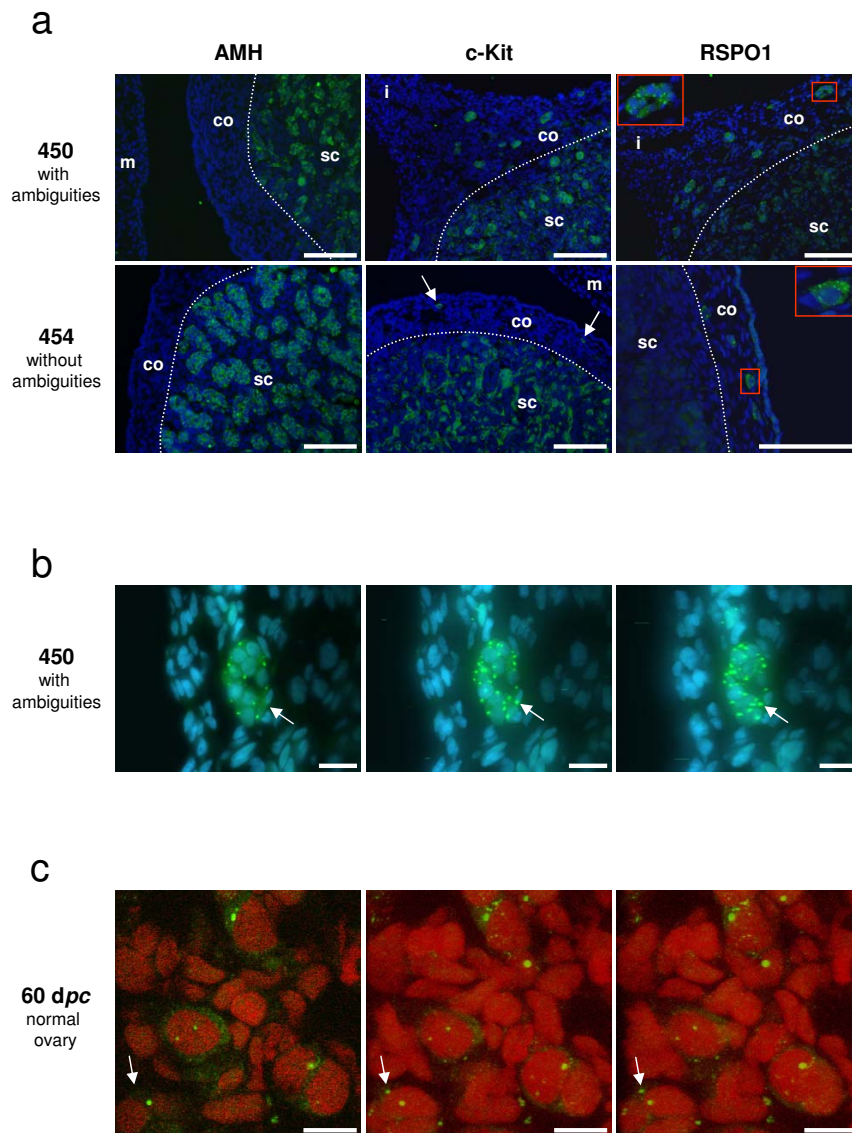 a
AMH c-Kit RSPO1
450
with
ambiguities
m co sc
i co sc
i co sc
454
without
ambiguities
co sc
m co sc
sc co
b
450
with
ambiguities
c
60 dpc
normal
ovary